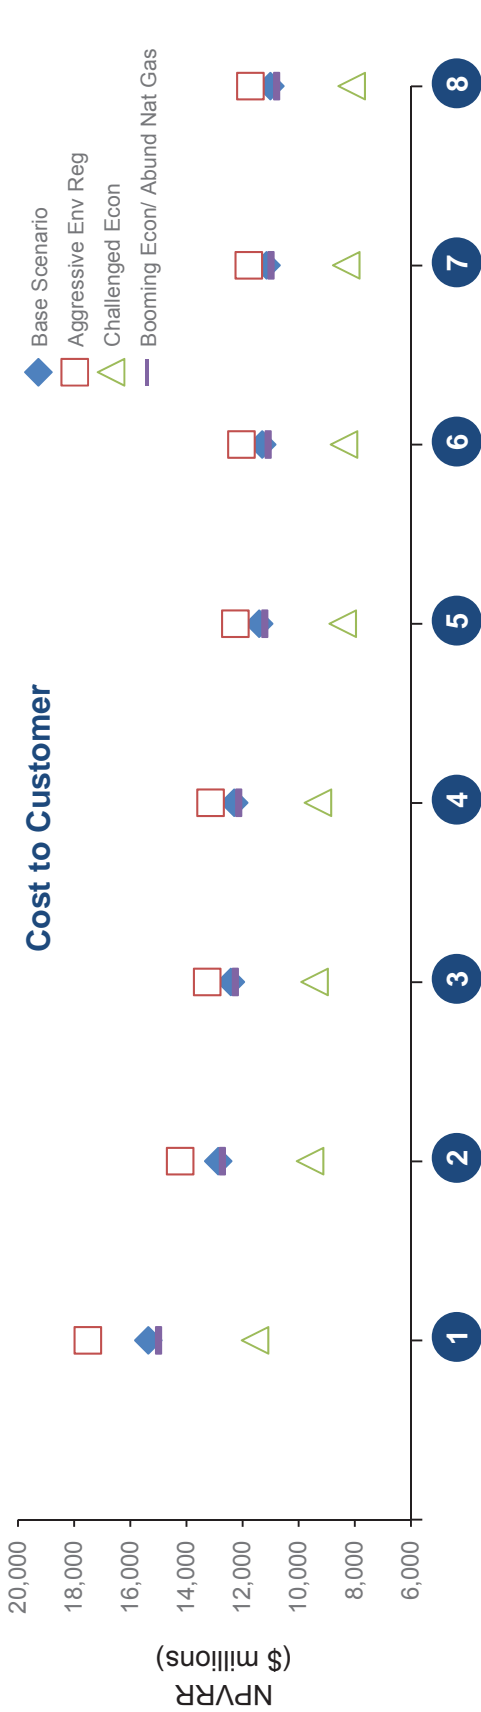 Cost to Customer
Base Scenario
Aggressive Env Reg
Challenged Econ
Booming Econ/ Abund Nat Gas
NPVRR
($ millions)
20,000
18,000
16,000
14,000
12,000
10,000
8,000
6,000
1
2
3
4
5
6
7
8